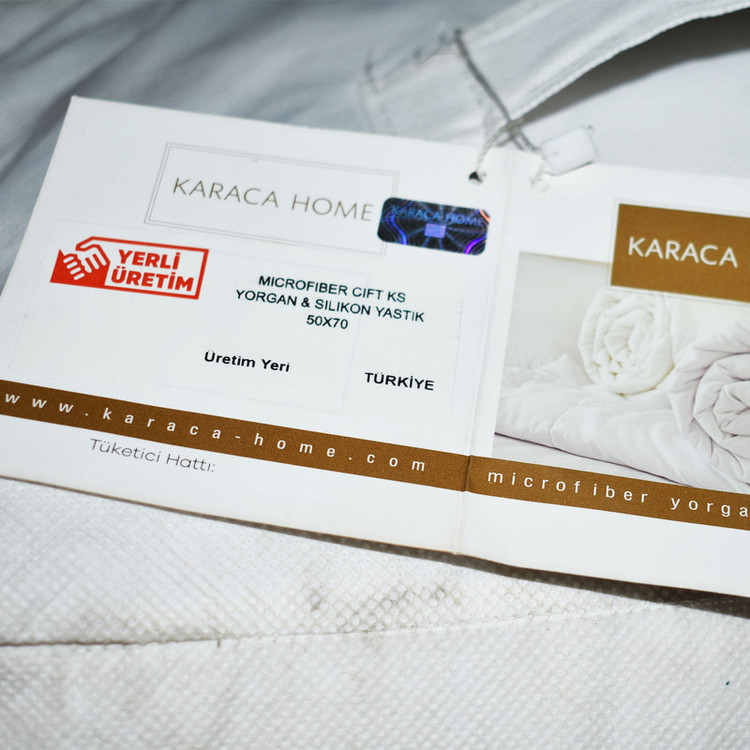 KARACA HOME
KARACA HOME
YERLİ
ÜRETİM
MICROFIBER CIFT KS
YORGAN & SILIKON YASTIK
50X70
Üretim Yeri
TÜRKİYE
www.karaca-home.com
Tüketici Hattı:
KARACA
microfiber yorga